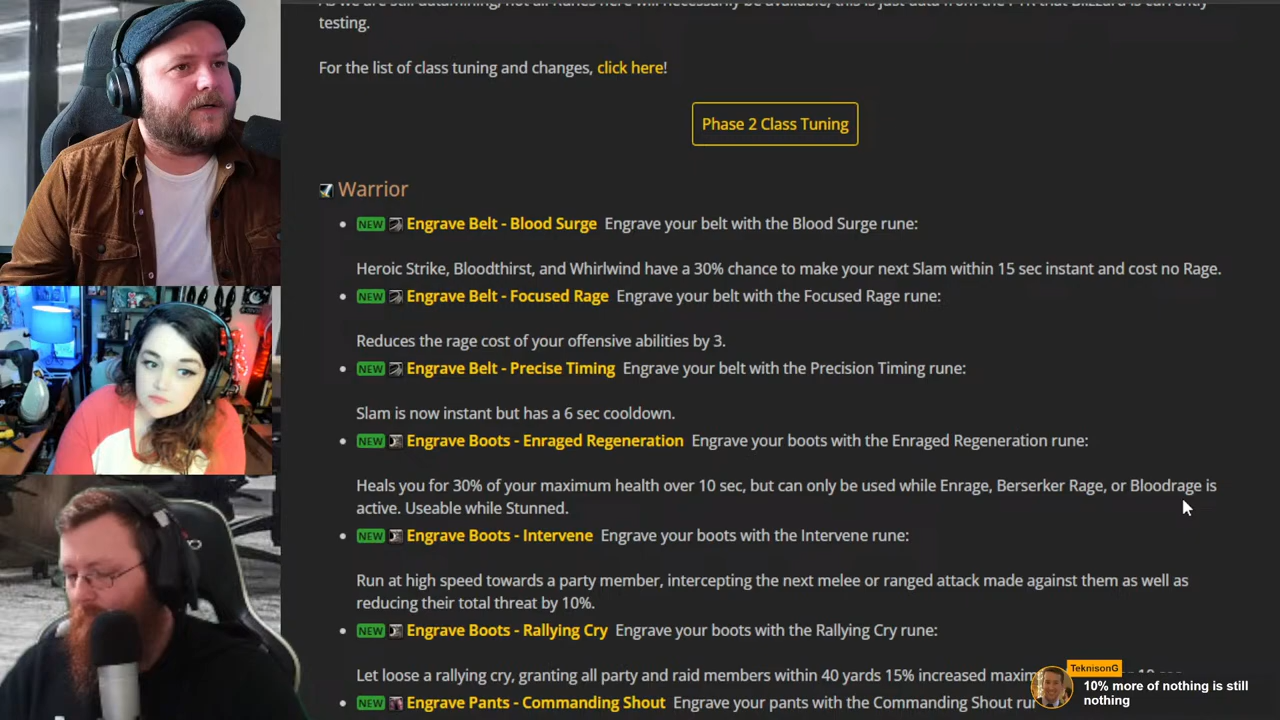 testing.
For the list of class tuning and changes, click here!
Phase 2 Class Tuning
Warrior
NEW Engrave Belt - Blood Surge Engrave your belt with the Blood Surge rune:
Heroic Strike, Bloodthirst, and Whirlwind have a 30% chance to make your next Slam within 15 sec instant and cost no Rage.
NEW Engrave Belt - Focused Rage Engrave your belt with the Focused Rage rune:
Reduces the rage cost of your offensive abilities by 3.
NEW Engrave Belt - Precise Timing Engrave your belt with the Precision Timing rune:
Slam is now instant but has a 6 sec cooldown.
NEW Engrave Boots - Enraged Regeneration Engrave your boots with the Enraged Regeneration rune:
Heals you for 30% of your maximum health over 10 sec, but can only be used while Enrage, Berserker Rage, or Bloodrage is
active. Useable while Stunned.
NEW Engrave Boots - Intervene Engrave your boots with the Intervene rune:
Run at high speed towards a party member, intercepting the next melee or ranged attack made against them as well as
reducing their total threat by 10%.
NEW Engrave Boots - Rallying Cry Engrave your boots with the Rallying Cry rune:
Let loose a rallying cry, granting all party and raid members within 40 yards 15% increased
NEW Engrave Pants - Commanding Shout Engrave your pants with the Commanding Shout
TeknisonG
10% more of nothing is still
nothing